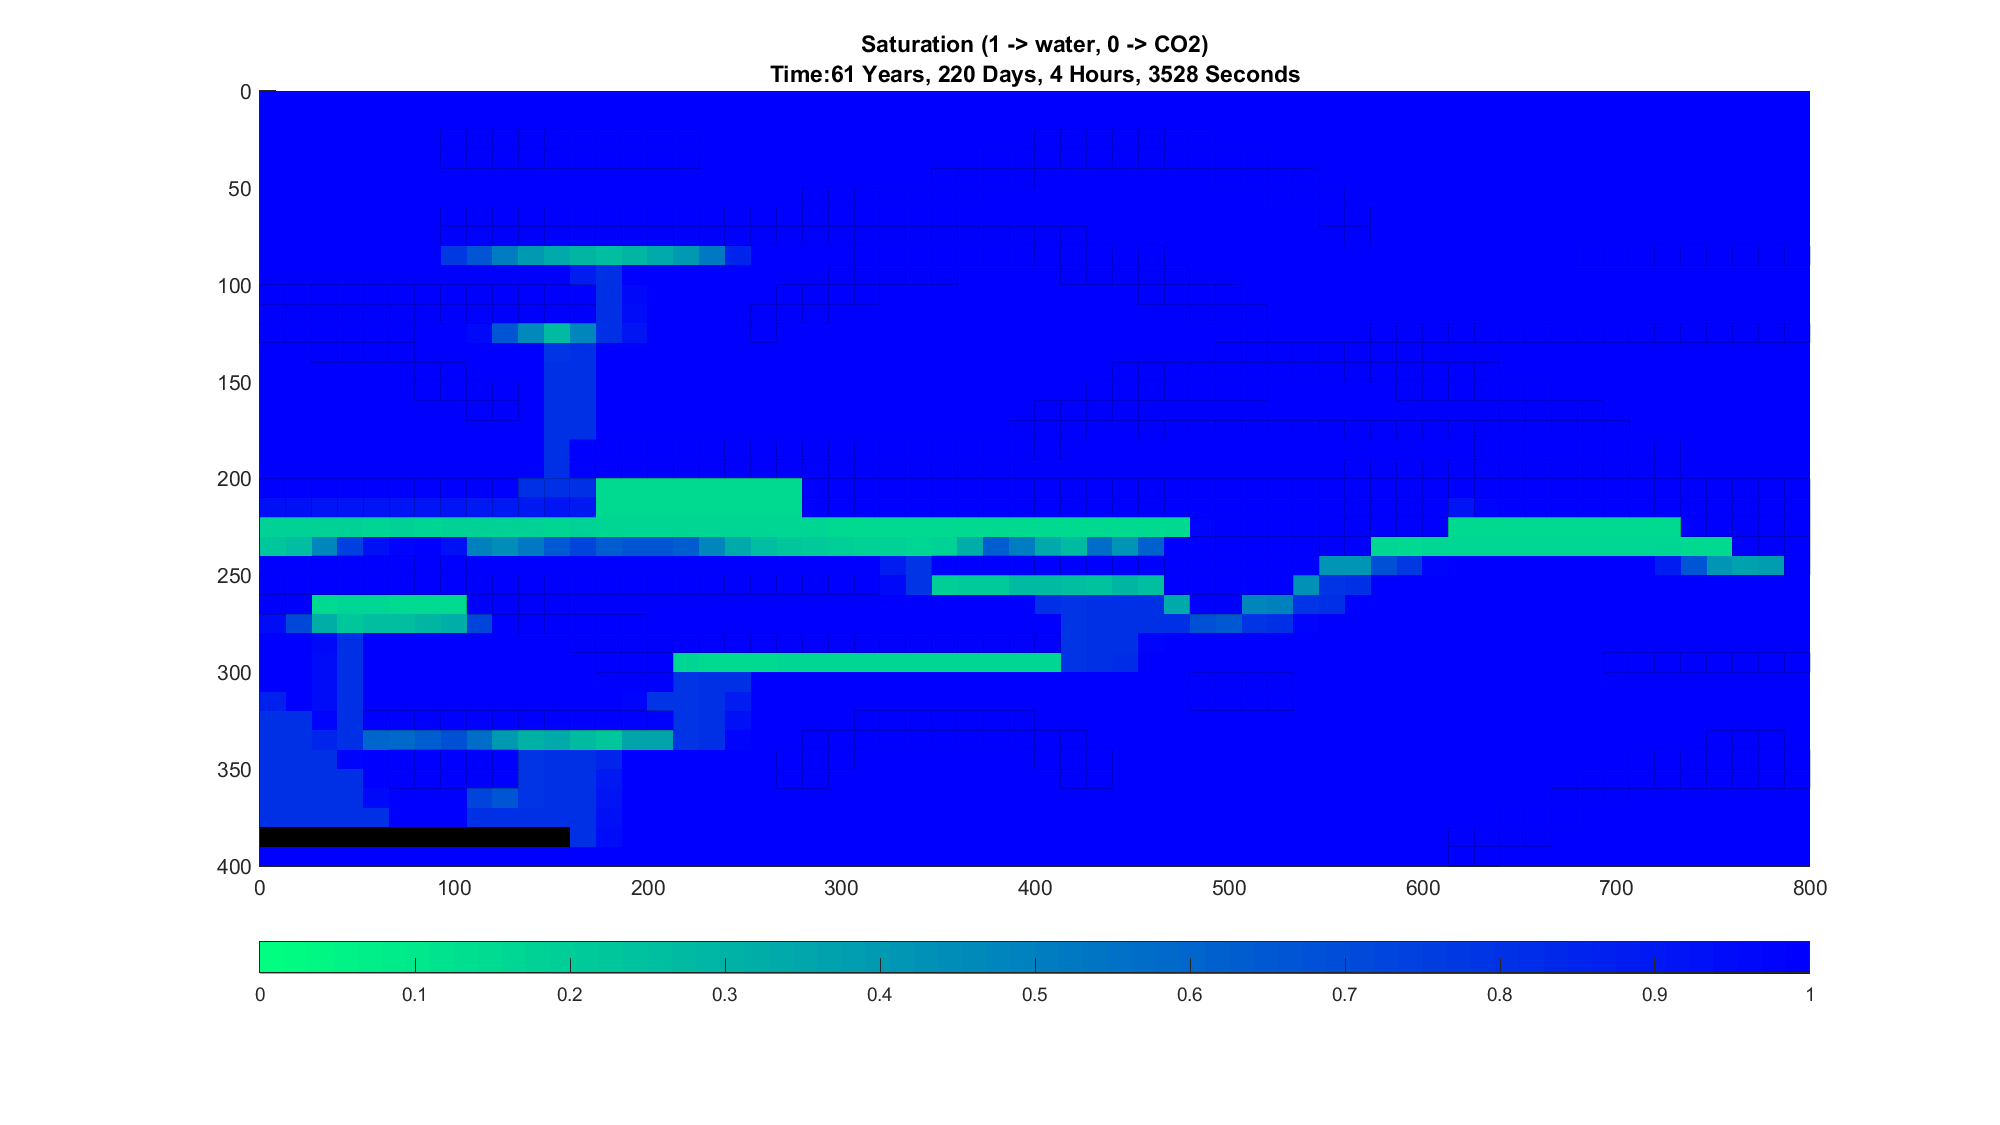 Saturation (1 -> water, 0 -> CO2)
Time:61 Years, 220 Days, 4 Hours, 3528 Seconds
0
50
100
150
200
250
300
350
400
0 100 200 300 400 500 600 700 800
0 0.1 0.2 0.3 0.4 0.5 0.6 0.7 0.8 0.9 1